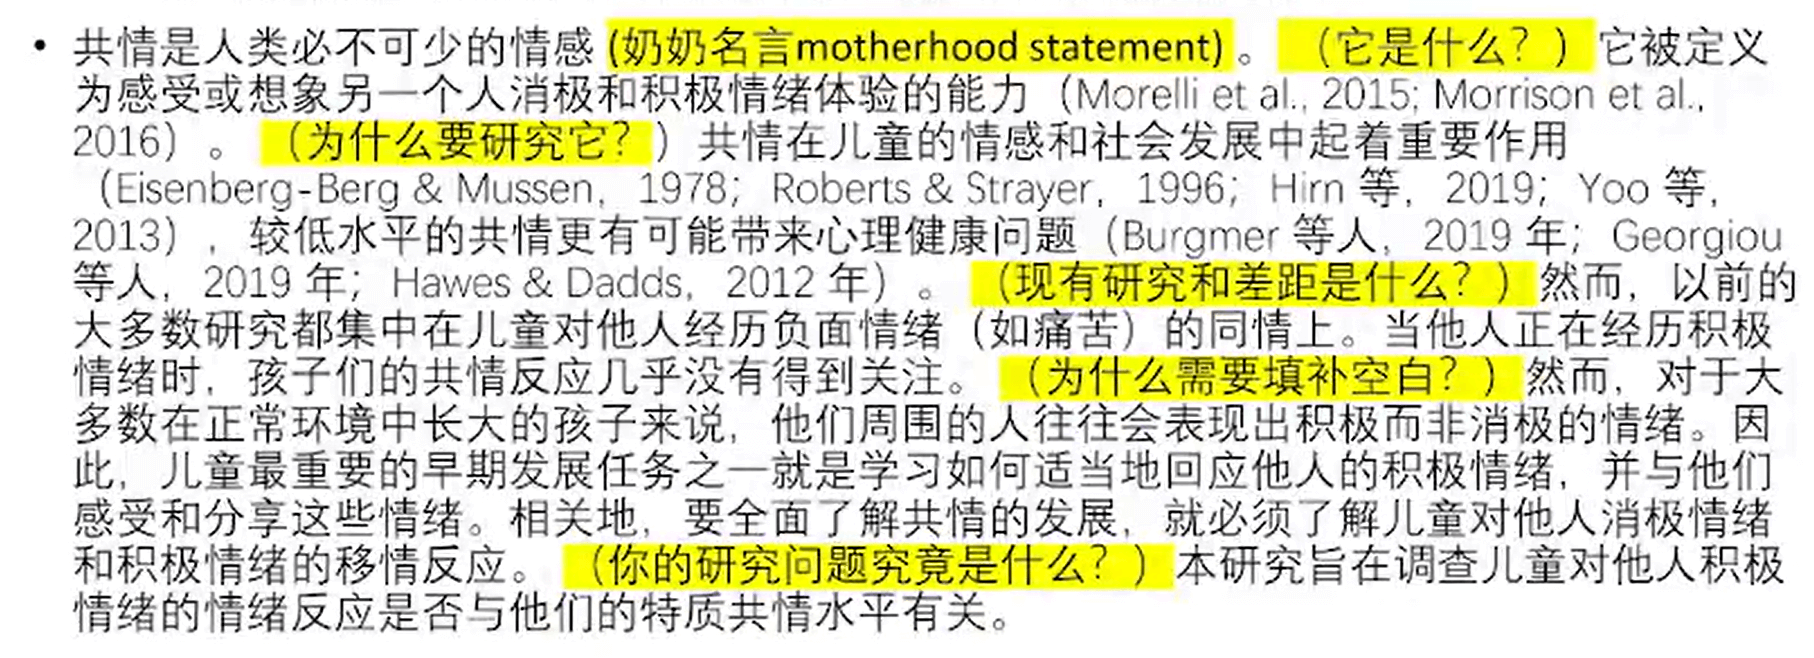 • 共情是人类必不可少的情感 (奶奶名言motherhood statement) 。 （它是什么？）它被定义
为感受或想象另一个人消极和积极情绪体验的能力（Morelli et al., 2015; Morrison et al.,
2016）。 （为什么要研究它？）共情在儿童的情感和社会发展中起着重要作用
（Eisenberg-Berg & Mussen，1978；Roberts & Strayer，1996；Hirn 等，2019；Yoo 等，
2013），较低水平的共情更有可能带来心理健康问题（Burgmer 等人，2019 年；Georgiou
等人，2019 年；Hawes & Dadds，2012 年）。 （现有研究和差距是什么？）然而，以前的
大多数研究都集中在儿童对他人经历负面情绪（如痛苦）的同情上。当他人正在经历积极
情绪时，孩子们的共情反应几乎没有得到关注。 （为什么需要填补空白？）然而，对于大
多数在正常环境中长大的孩子来说，他们周围的人往往会表现出积极而非消极的情绪。因
此，儿童最重要的早期发展任务之一就是学习如何适当地回应他人的积极情绪，并与他们
感受和分享这些情绪。相关地，要全面了解共情的发展，就必须了解儿童对他人消极情绪
和积极情绪的移情反应。 （你的研究问题究竟是什么？）本研究旨在调查儿童对他人积极
情绪的情绪反应是否与他们的特质共情水平有关。